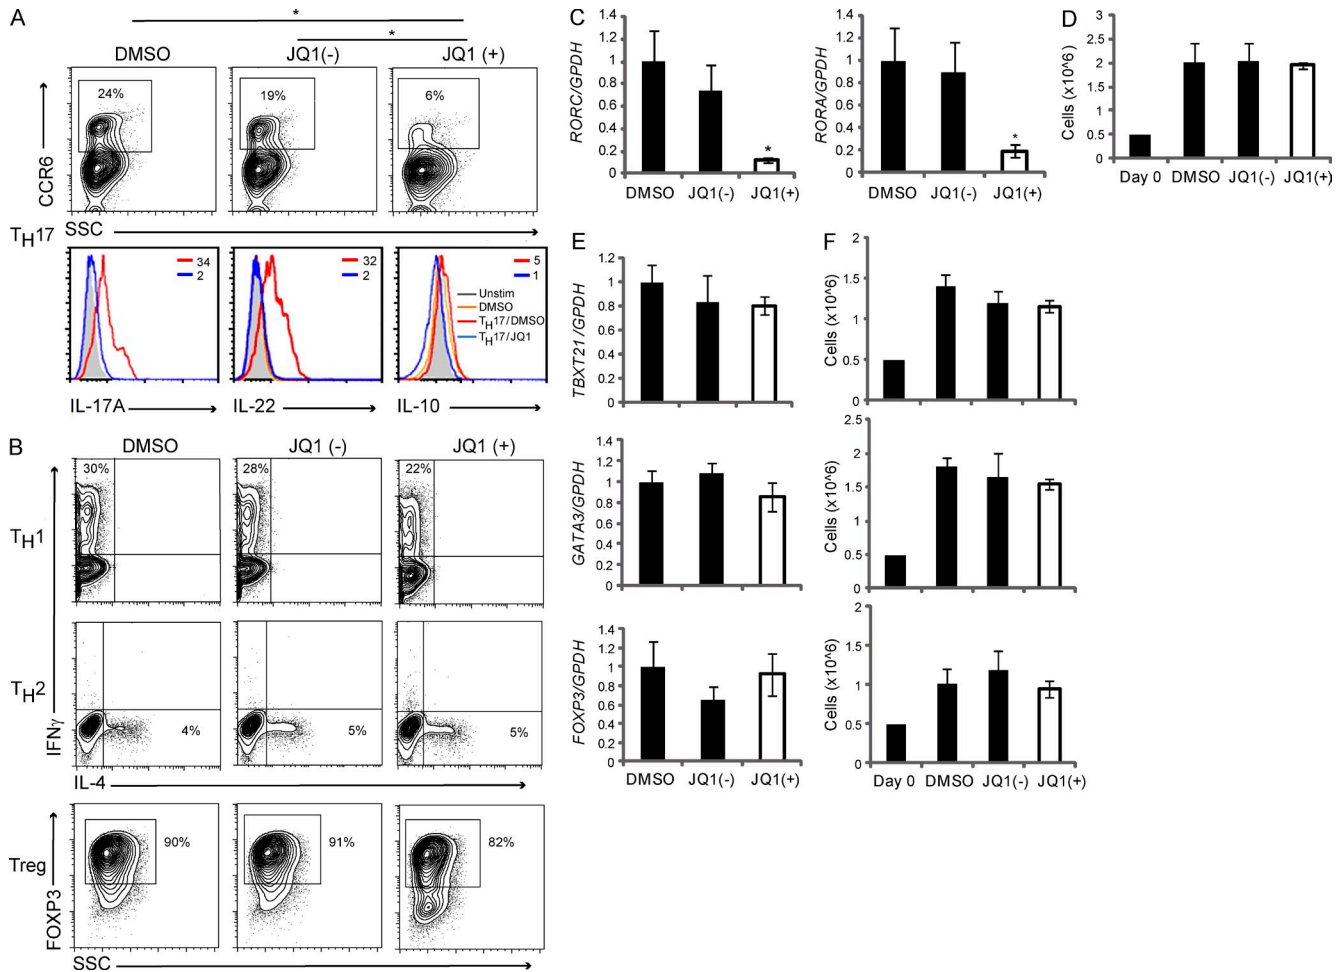 A
*
*
DMSO
JQ1(-)
JQ1 (+)
24%
19%
6%
CCR6
SSC
TH17
34
2
32
2
5
1
Unstim
DMSO
TH17/DMSO
TH17/JQ1
IL-17A
IL-22
IL-10
B
DMSO
JQ1 (-)
JQ1 (+)
30%
28%
22%
TH1
TH2
4%
5%
5%
IFNγ
IL-4
Treg
90%
91%
82%
FOXP3
SSC
C
RORC/GPDH
1.4
1.2
1
0.8
0.6
0.4
0.2
0
*
DMSO
JQ1(-)
JQ1(+)
RORA/GPDH
1.4
1.2
1
0.8
0.6
0.4
0.2
0
*
DMSO
JQ1(-)
JQ1(+)
D
Cells (x10^6)
3
2.5
2
1.5
1
0.5
0
Day 0
DMSO
JQ1(-)
JQ1(+)
E
TBXT21/GPDH
1.2
1
0.8
0.6
0.4
0.2
0
GATA3/GPDH
1.4
1.2
1
0.8
0.6
0.4
0.2
0
FOXP3/GPDH
1.4
1.2
1
0.8
0.6
0.4
0.2
0
DMSO
JQ1(-)
JQ1(+)
F
Cells (x10^6)
2
1.5
1
0.5
0
Cells (x10^6)
2.5
2
1.5
1
0.5
0
Cells (x10^6)
2
1.5
1
0.5
0
Day 0
DMSO
JQ1(-)
JQ1(+)